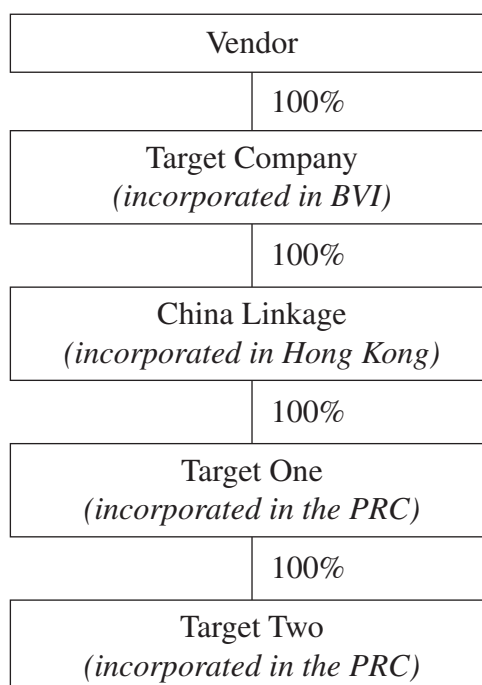 Vendor
100%
Target Company
(incorporated in BVI)
100%
China Linkage
(incorporated in Hong Kong)
100%
Target One
(incorporated in the PRC)
100%
Target Two
(incorporated in the PRC)